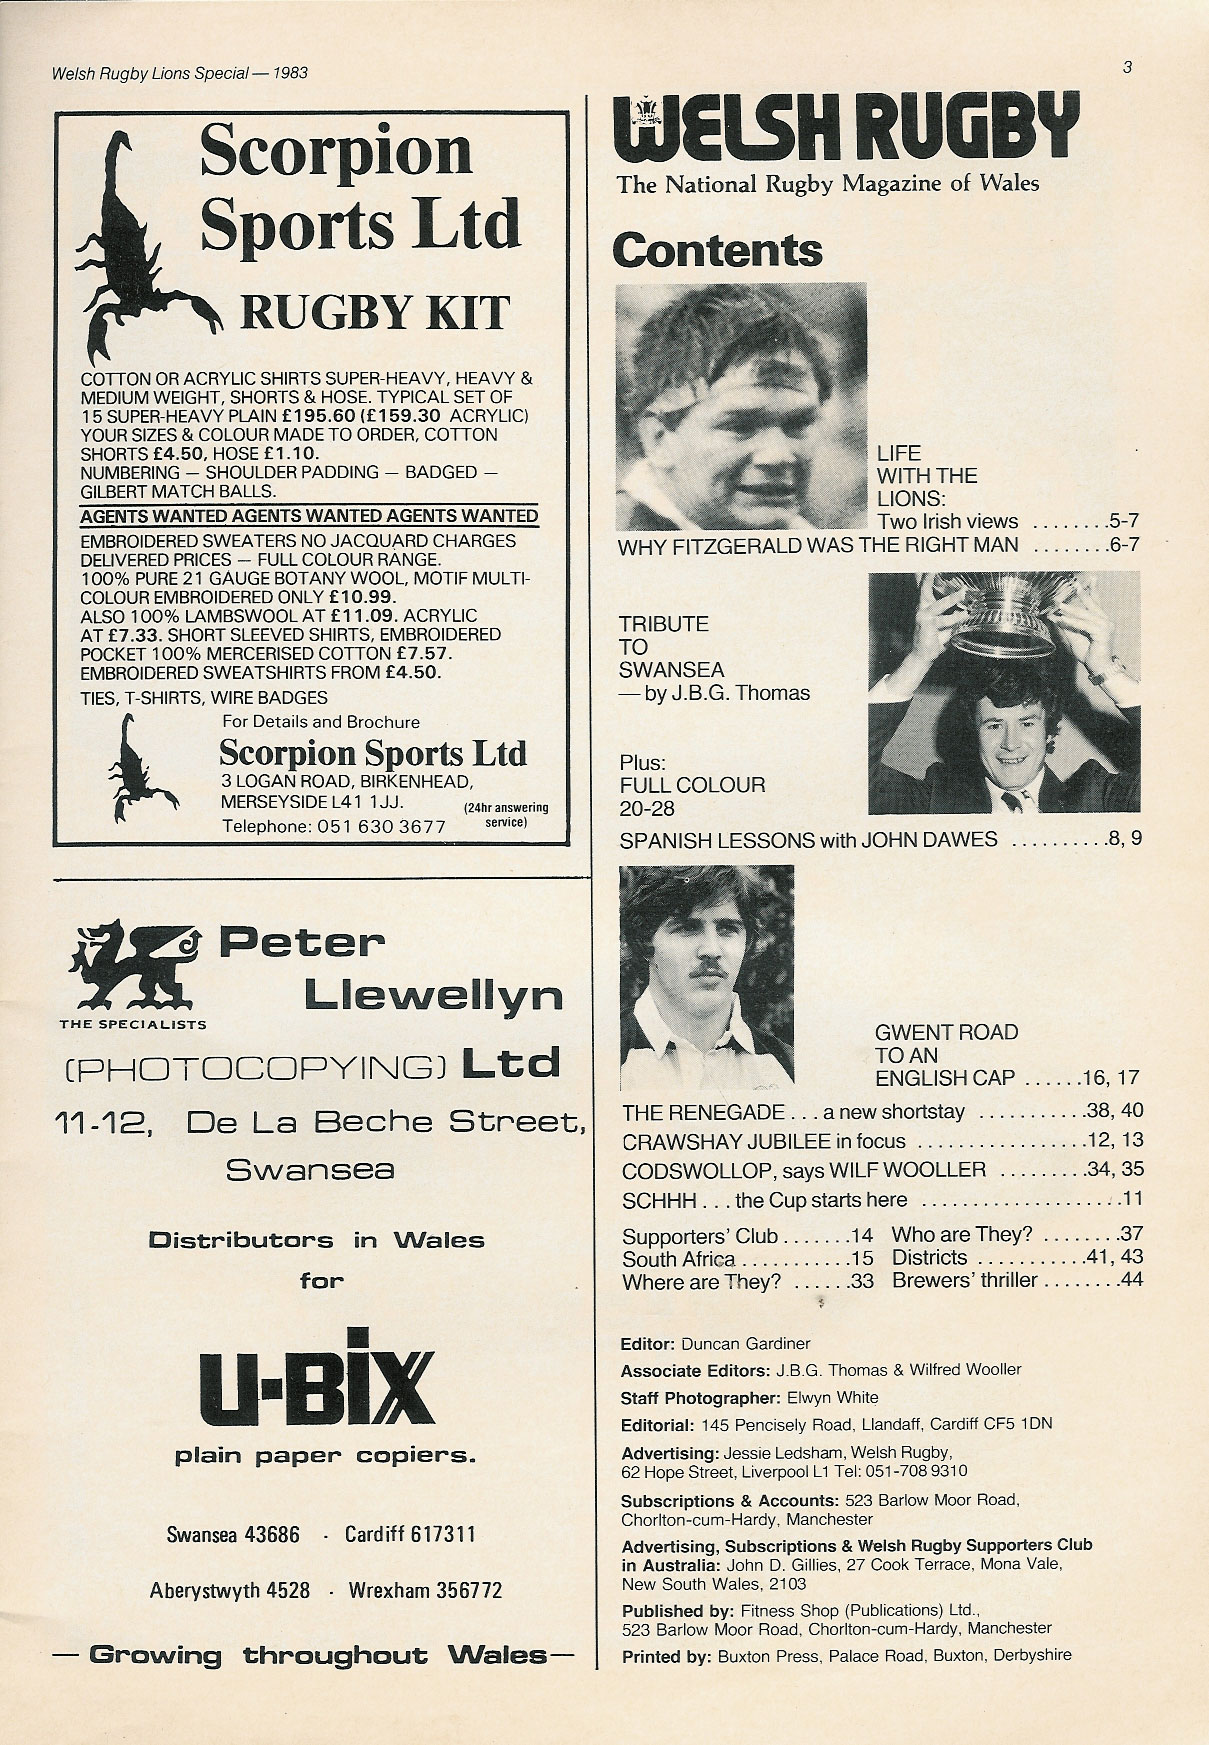 Welsh Rugby Lions Special — 1983
3
Scorpion
Sports Ltd
RUGBY KIT
COTTON OR ACRYLIC SHIRTS SUPER-HEAVY, HEAVY &
MEDIUM WEIGHT, SHORTS & HOSE. TYPICAL SET OF
15 SUPER-HEAVY PLAIN £195.60 (£159.30 ACRYLIC)
YOUR SIZES & COLOUR MADE TO ORDER, COTTON
SHORTS £4.50, HOSE £1.10.
NUMBERING — SHOULDER PADDING — BADGED —
GILBERT MATCH BALLS.
AGENTS WANTED AGENTS WANTED AGENTS WANTED
EMBROIDERED SWEATERS NO JACQUARD CHARGES
DELIVERED PRICES — FULL COLOUR RANGE.
100% PURE 21 GAUGE BOTANY WOOL, MOTIF MULTI-
COLOUR EMBROIDERED ONLY £10.99.
ALSO 100% LAMBSWOOL AT £11.09. ACRYLIC
AT £7.33. SHORT SLEEVED SHIRTS, EMBROIDERED
POCKET 100% MERCERISED COTTON £7.57.
EMBROIDERED SWEATSHIRTS FROM £4.50.
TIES, T-SHIRTS, WIRE BADGES
For Details and Brochure
Scorpion Sports Ltd
3 LOGAN ROAD, BIRKENHEAD,
MERSEYSIDE L41 1JJ.
Telephone: 051 630 3677
(24hr answering
service)
Peter
Llewellyn
THE SPECIALISTS
(PHOTOCOPYING) Ltd
11-12, De La Beche Street,
Swansea
Distributors in Wales
for
U-BIX
plain paper copiers.
Swansea 43686 - Cardiff 617311
Aberystwyth 4528 - Wrexham 356772
— Growing throughout Wales —
WELSH RUGBY
The National Rugby Magazine of Wales
Contents
LIFE
WITH THE
LIONS:
Two Irish views ........5-7
WHY FITZGERALD WAS THE RIGHT MAN ........6-7
TRIBUTE
TO
SWANSEA
— by J.B.G. Thomas
Plus:
FULL COLOUR
20-28
SPANISH LESSONS with JOHN DAWES ..........8, 9
GWENT ROAD
TO AN
ENGLISH CAP ......16, 17
THE RENEGADE . . . a new shortstay ...........38, 40
CRAWSHAY JUBILEE in focus .................12, 13
CODSWOLLOP, says WILF WOOLLER .........34, 35
SCHHH . . . the Cup starts here ....................11
Supporters' Club.......14
South Africa...........15
Where are They? ......33
Who are They? ........37
Districts ...........41, 43
Brewers' thriller........44
Editor: Duncan Gardiner
Associate Editors: J.B.G. Thomas & Wilfred Wooller
Staff Photographer: Elwyn White
Editorial: 145 Pencisely Road, Llandaff, Cardiff CF5 1DN
Advertising: Jessie Ledsham, Welsh Rugby,
62 Hope Street, Liverpool L1 Tel: 051-708 9310
Subscriptions & Accounts: 523 Barlow Moor Road,
Chorlton-cum-Hardy, Manchester
Advertising, Subscriptions & Welsh Rugby Supporters Club
in Australia: John D. Gillies, 27 Cook Terrace, Mona Vale,
New South Wales, 2103
Published by: Fitness Shop (Publications) Ltd.,
523 Barlow Moor Road, Chorlton-cum-Hardy, Manchester
Printed by: Buxton Press, Palace Road, Buxton, Derbyshire